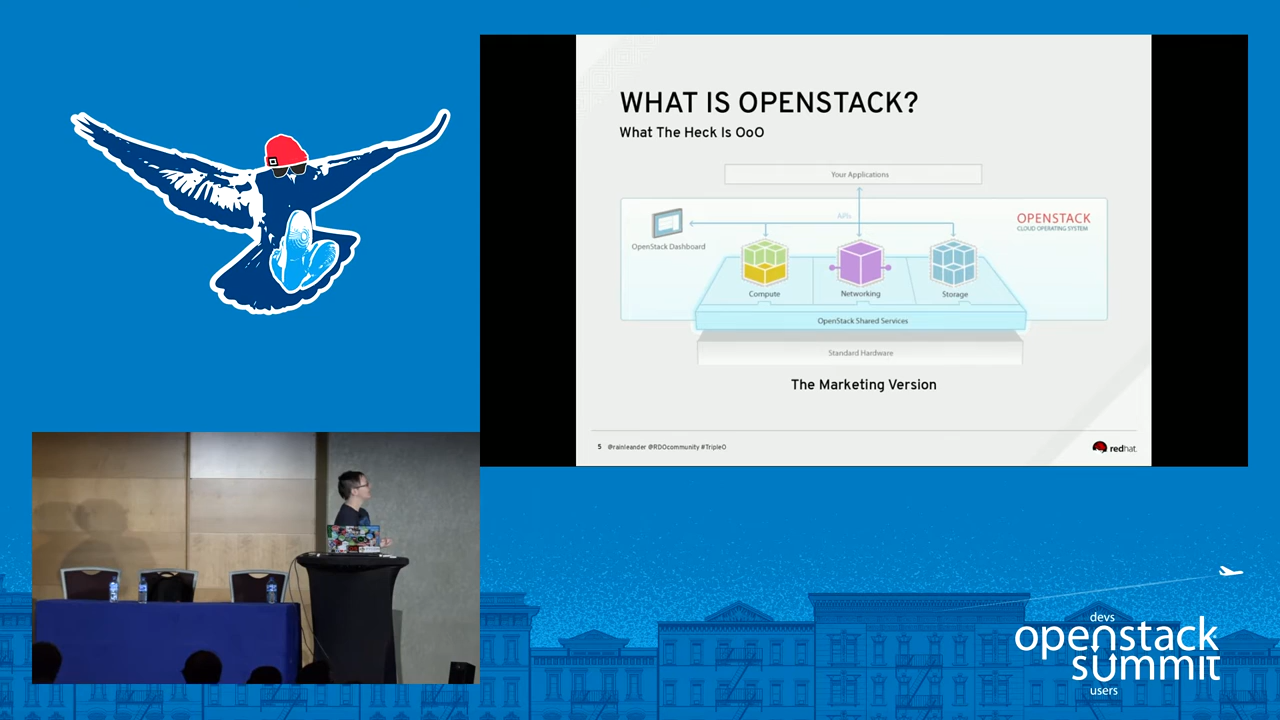 WHAT IS OPENSTACK?
What The Heck Is OoO
Your Applications
APIs
OPENSTACK
CLOUD OPERATING SYSTEM
OpenStack Dashboard
Compute
Networking
Storage
OpenStack Shared Services
Standard Hardware
The Marketing Version
5 @rainleander @RDOcommunity #TripleO
redhat.
devs
openstack
summit
users